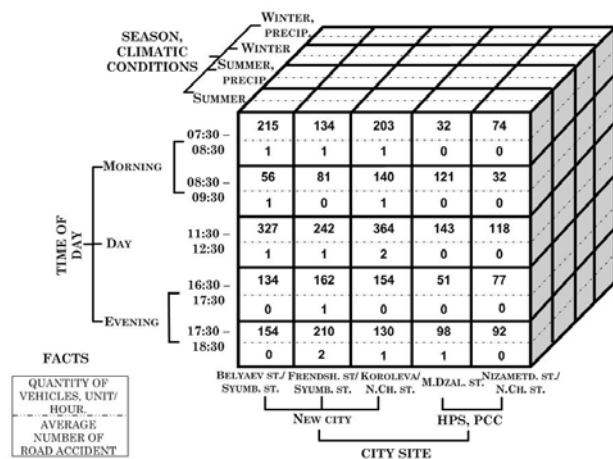 WINTER,
PRECIP.
WINTER
SUMMER,
PRECIP.
SUMMER
SEASON,
CLIMATIC
CONDITIONS
TIME OF
DAY
MORNING
DAY
EVENING
07:30 –
08:30
215 134 203 32 74
1 1 1 0 0
08:30 –
09:30
56 81 140 121 32
1 0 1 0 0
11:30 –
12:30
327 242 364 143 118
1 1 2 0 0
16:30 –
17:30
134 162 154 51 77
0 1 0 0 0
17:30 –
18:30
154 210 130 98 92
0 2 1 1 0
BELYAEV ST./ FRENDSH. ST/ KOROLEVA/ M.DZAL. ST. NIZAMETD. ST./
SYUMB. ST. SYUMB. ST. N.CH. ST. N.CH. ST.
NEW CITY HPS, PCC
CITY SITE
FACTS
QUANTITY OF
VEHICLES, UNIT/
HOUR.
AVERAGE
NUMBER OF
ROAD ACCIDENT